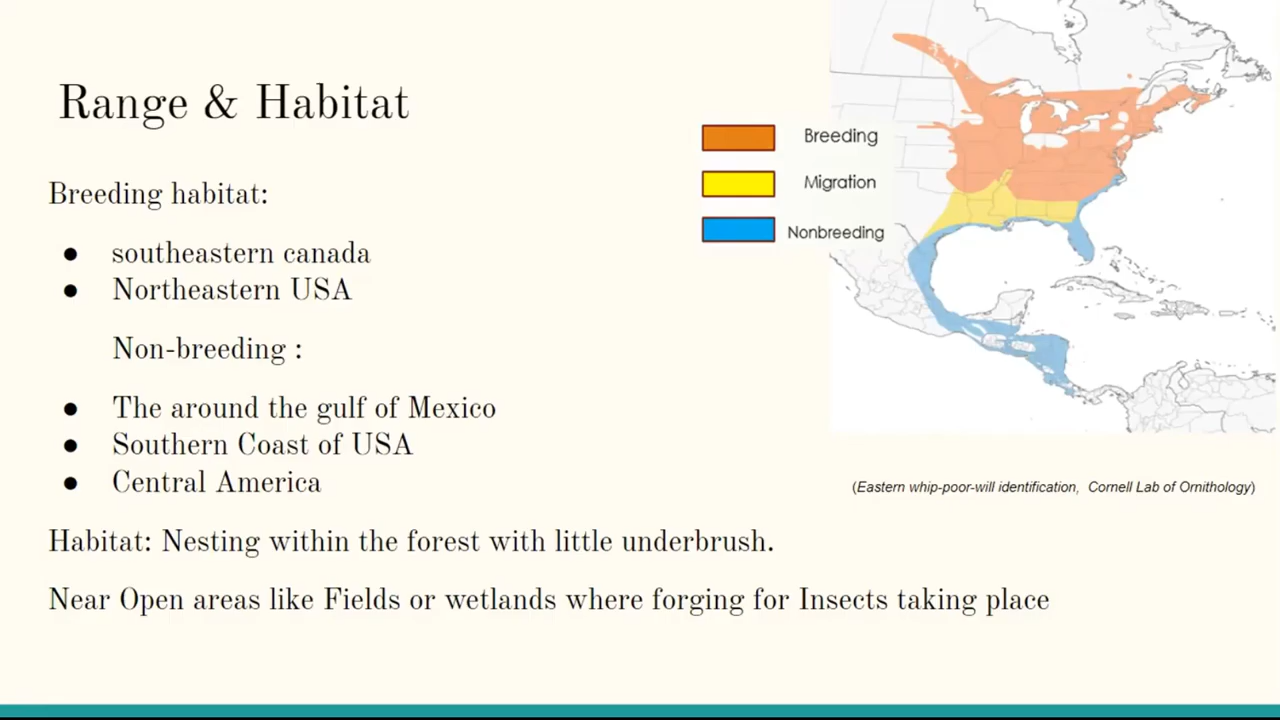 Range & Habitat
Breeding habitat:
● southeastern canada
● Northeastern USA
Non-breeding :
● The around the gulf of Mexico
● Southern Coast of USA
● Central America
Habitat: Nesting within the forest with little underbrush.
Near Open areas like Fields or wetlands where forging for Insects taking place
Breeding
Migration
Nonbreeding
(Eastern whip-poor-will identification, Cornell Lab of Ornithology)